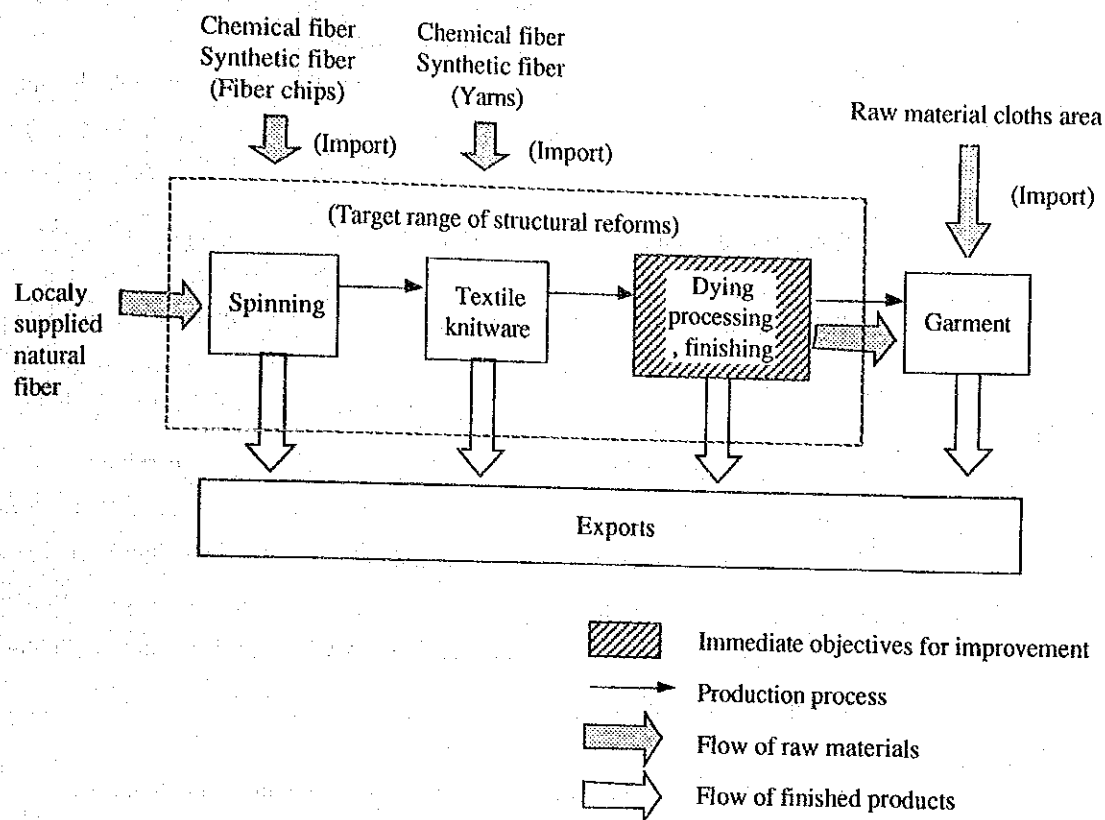 Chemical fiber
Synthetic fiber
(Fiber chips)
Chemical fiber
Synthetic fiber
(Yarns)
Raw material cloths area
(Import)
(Import)
(Import)
(Target range of structural reforms)
Localy
supplied
natural
fiber
Spinning
Textile
knitware
Dying
processing
, finishing
Garment
Exports
Immediate objectives for improvement
Production process
Flow of raw materials
Flow of finished products